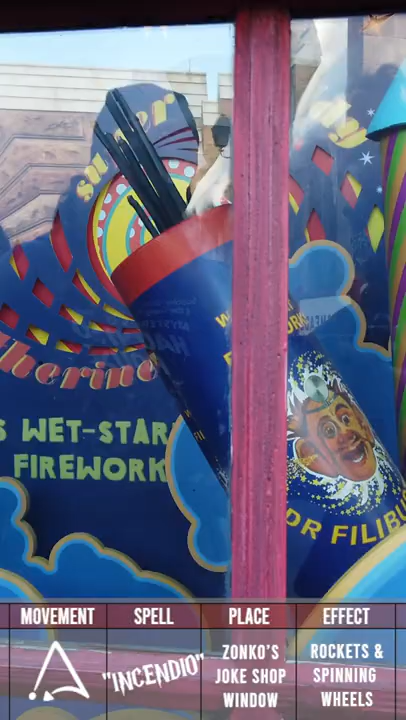 super
therine
S WET-STAR
FIREWORK
DR FILIBU
MOVEMENT SPELL PLACE EFFECT
"INCENDIO"
ZONKO'S
JOKE SHOP
WINDOW
ROCKETS &
SPINNING
WHEELS